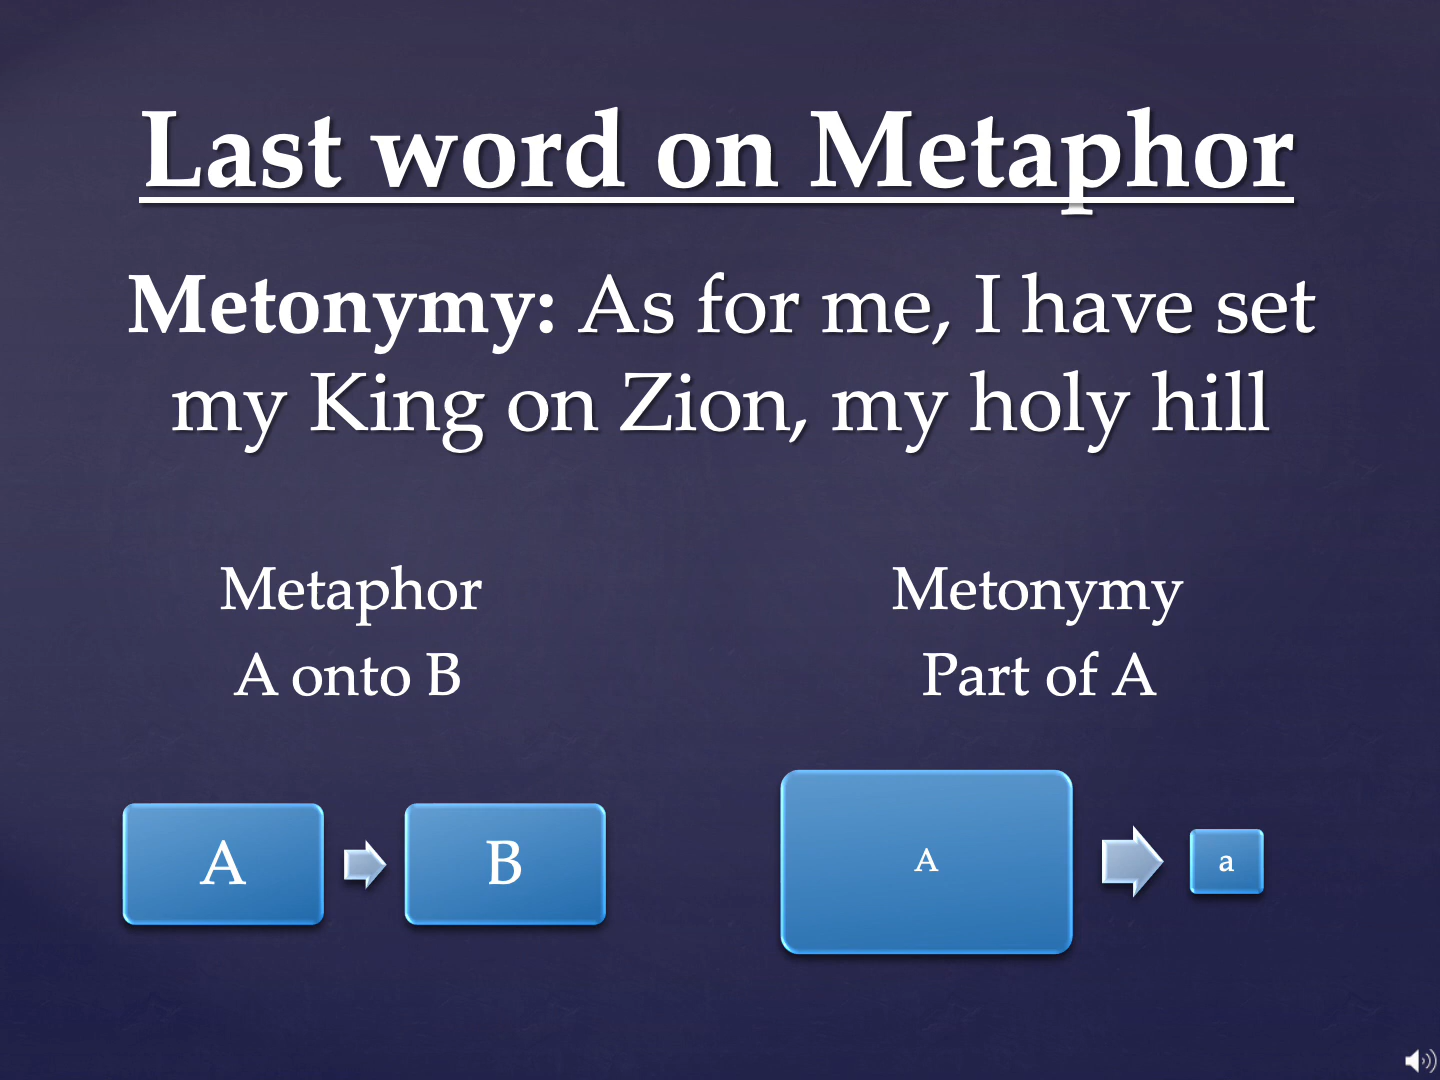 Last word on Metaphor
Metonymy: As for me, I have set
my King on Zion, my holy hill
Metaphor
A onto B
Metonymy
Part of A
A
B
A
a